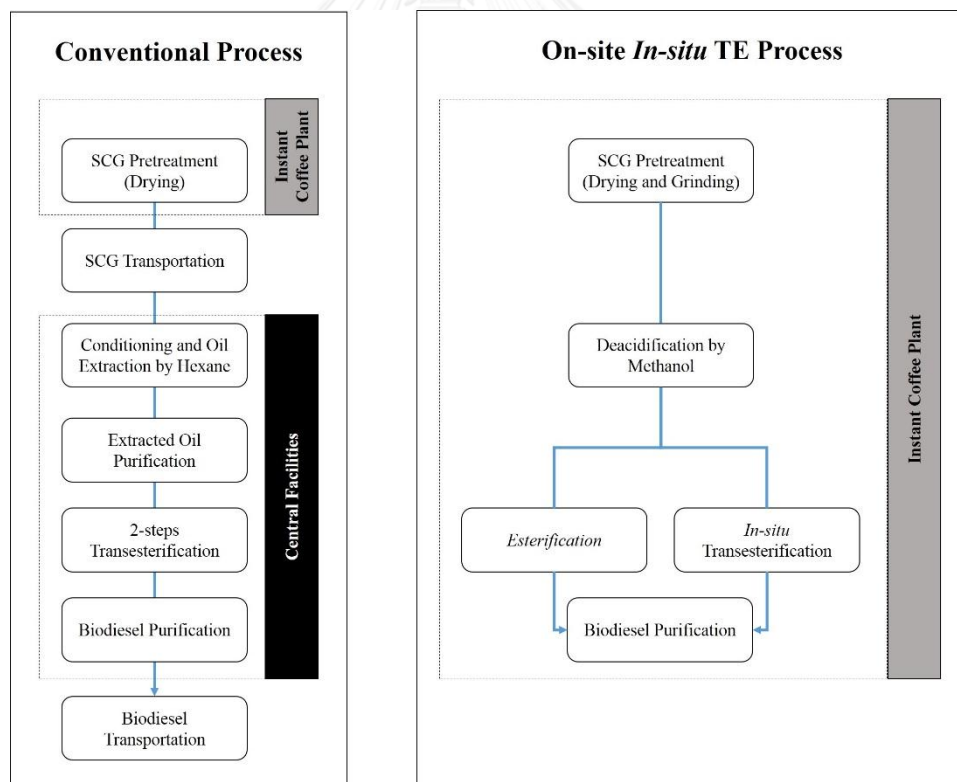 Conventional Process
SCG Pretreatment
(Drying)
Instant
Coffee Plant
SCG Transportation
Conditioning and Oil
Extraction by Hexane
Extracted Oil
Purification
2-steps
Transesterification
Biodiesel Purification
Central Facilities
Biodiesel
Transportation
On-site In-situ TE Process
SCG Pretreatment
(Drying and Grinding)
Deacidification by
Methanol
Esterification
In-situ
Transesterification
Biodiesel Purification
Instant Coffee Plant